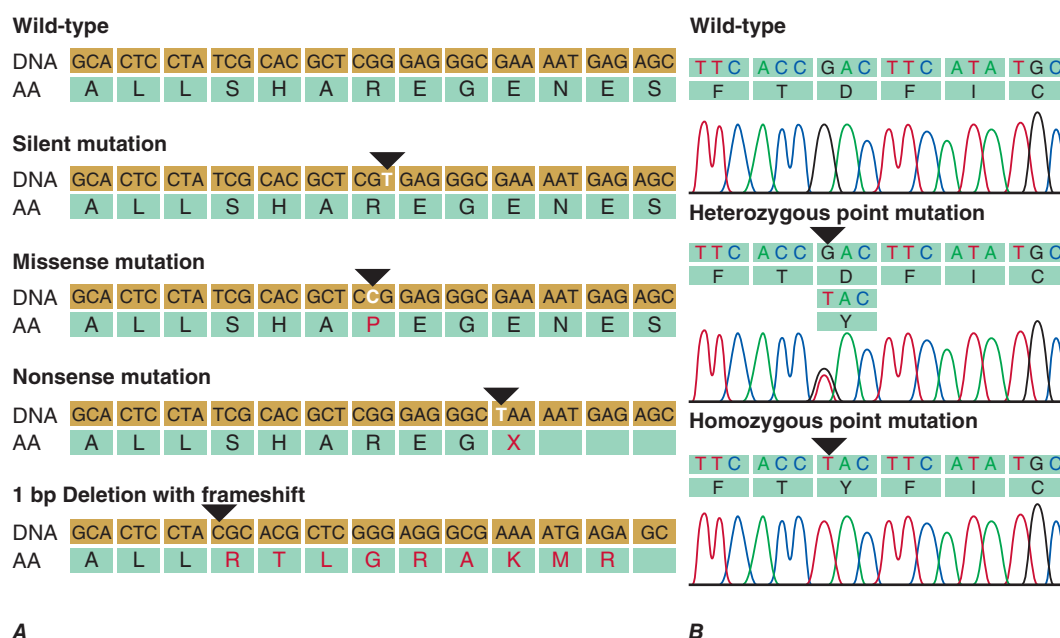 Wild-type
DNA GCA CTC CTA TCG CAC GCT CGG GAG GGC GAA AAT GAG AGC
AA A L L S H A R E G E N E S
Silent mutation
DNA GCA CTC CTA TCG CAC GCT CGT GAG GGC GAA AAT GAG AGC
AA A L L S H A R E G E N E S
Missense mutation
DNA GCA CTC CTA TCG CAC GCT CCG GAG GGC GAA AAT GAG AGC
AA A L L S H A P E G E N E S
Nonsense mutation
DNA GCA CTC CTA TCG CAC GCT CGG GAG GGC TAA AAT GAG AGC
AA A L L S H A R E G X
1 bp Deletion with frameshift
DNA GCA CTC CTA CGC ACG CTC GGG AGG GCG AAA ATG AGA GC
AA A L L R T L G R A K M R
A
Wild-type
TTC ACC GAC TTC ATA TGC
F T D F I C
Heterozygous point mutation
TTC ACC GAC TTC ATA TGC
F T D F I C
TAC
Y
Homozygous point mutation
TTC ACC TAC TTC ATA TGC
F T Y F I C
B